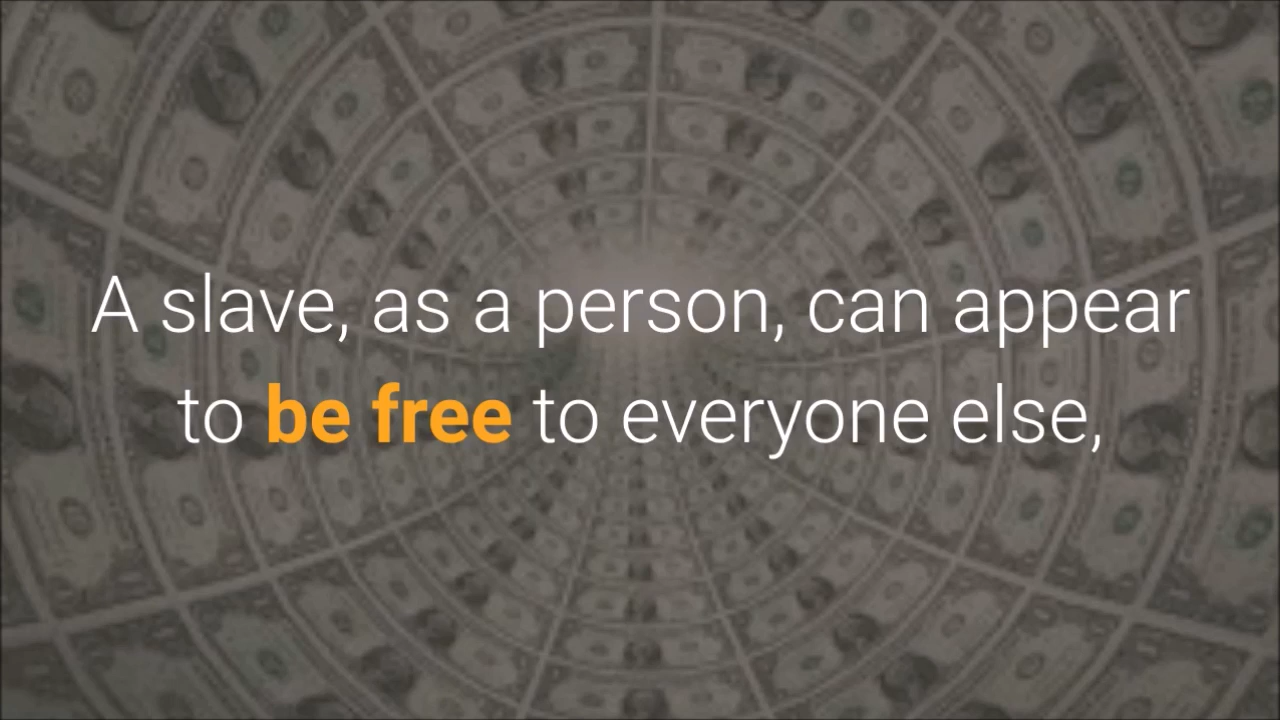 A slave, as a person, can appear
to be free to everyone else,